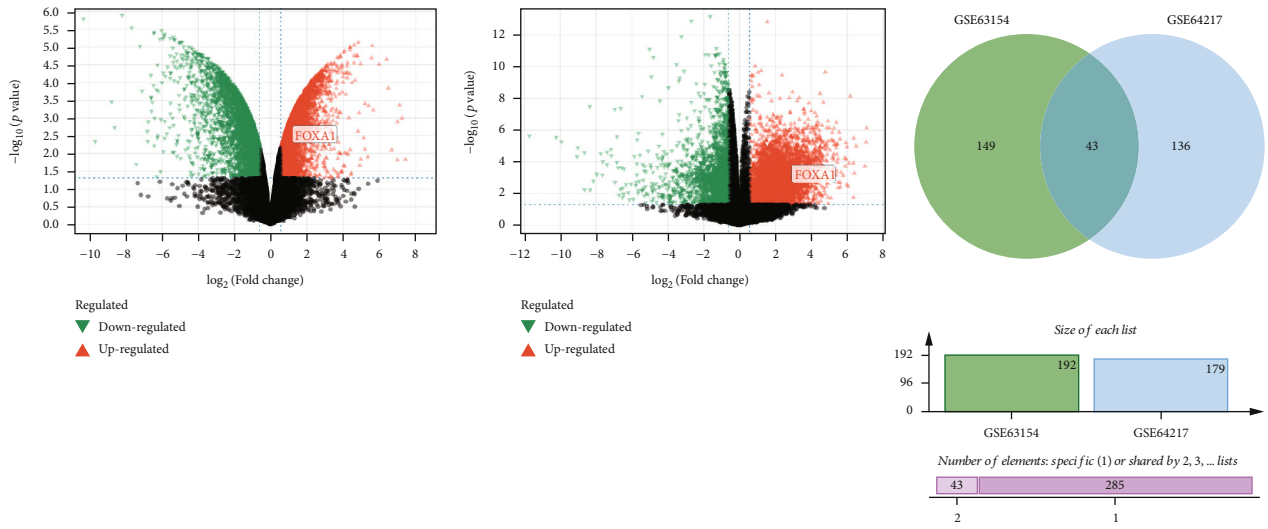 6.0
5.5
5.0
4.5
4.0
3.5
3.0
2.5
2.0
1.5
1.0
0.5
0.0
−log10 (p value)
FOXA1
−10 −8 −6 −4 −2 0 2 4 6 8
log2 (Fold change)
Regulated
Down-regulated
Up-regulated
12
10
8
6
4
2
0
−log10 (p value)
FOXA1
−12 −10 −8 −6 −4 −2 0 2 4 6 8
log2 (Fold change)
Regulated
Down-regulated
Up-regulated
GSE63154 GSE64217
149 43 136
Size of each list
192
96
0
192 179
GSE63154 GSE64217
Number of elements: specific (1) or shared by 2, 3, ... lists
43 285
2 1